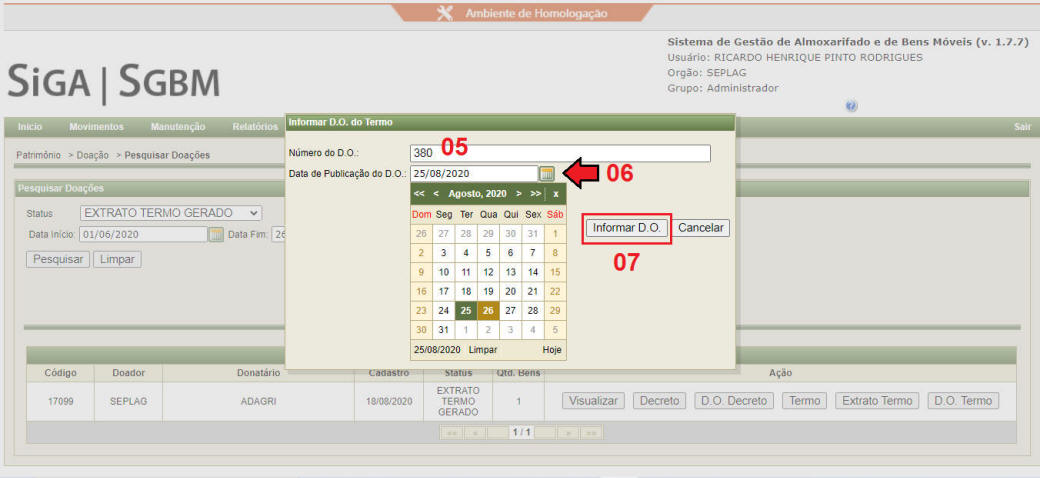 Ambiente de Homologação
Sistema de Gestão de Almoxarifado e de Bens Móveis (v. 1.7.7)
Usuário: RICARDO HENRIQUE PINTO RODRIGUES
Orgão: SEPLAG
Grupo: Administrador
SIGA | SGBM
Início Movimentos Manutenção Relatórios Sair
Patrimônio > Doação > Pesquisar Doações
Informar D.O. do Termo
Número do D.O.: 380 05
Data de Publicação do D.O.: 25/08/2020 06
<< < Agosto, 2020 > >> x
Dom Seg Ter Qua Qui Sex Sáb
26 27 28 29 30 31 1
2 3 4 5 6 7 8
9 10 11 12 13 14 15
16 17 18 19 20 21 22
23 24 25 26 27 28 29
30 31 1 2 3 4 5
25/08/2020 Limpar Hoje
Informar D.O. Cancelar
07
Pesquisar Doações
Status EXTRATO TERMO GERADO
Data Início: 01/06/2020 Data Fim: 26
Pesquisar Limpar
Código Doador Donatário Cadastro Status Qtd. Bens Ação
17099 SEPLAG ADAGRI 18/08/2020 EXTRATO TERMO GERADO 1 Visualizar Decreto D.O. Decreto Termo Extrato Termo D.O. Termo
<< < 1 / 1 > >>